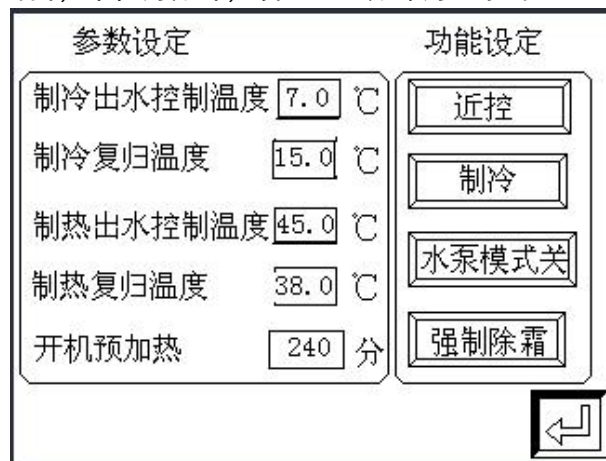 参数设定
功能设定
制冷出水控制温度 7.0 ℃
制冷复归温度 15.0 ℃
制热出水控制温度 45.0 ℃
制热复归温度 38.0 ℃
开机预加热 240 分
近控
制冷
水泵模式关
强制除霜